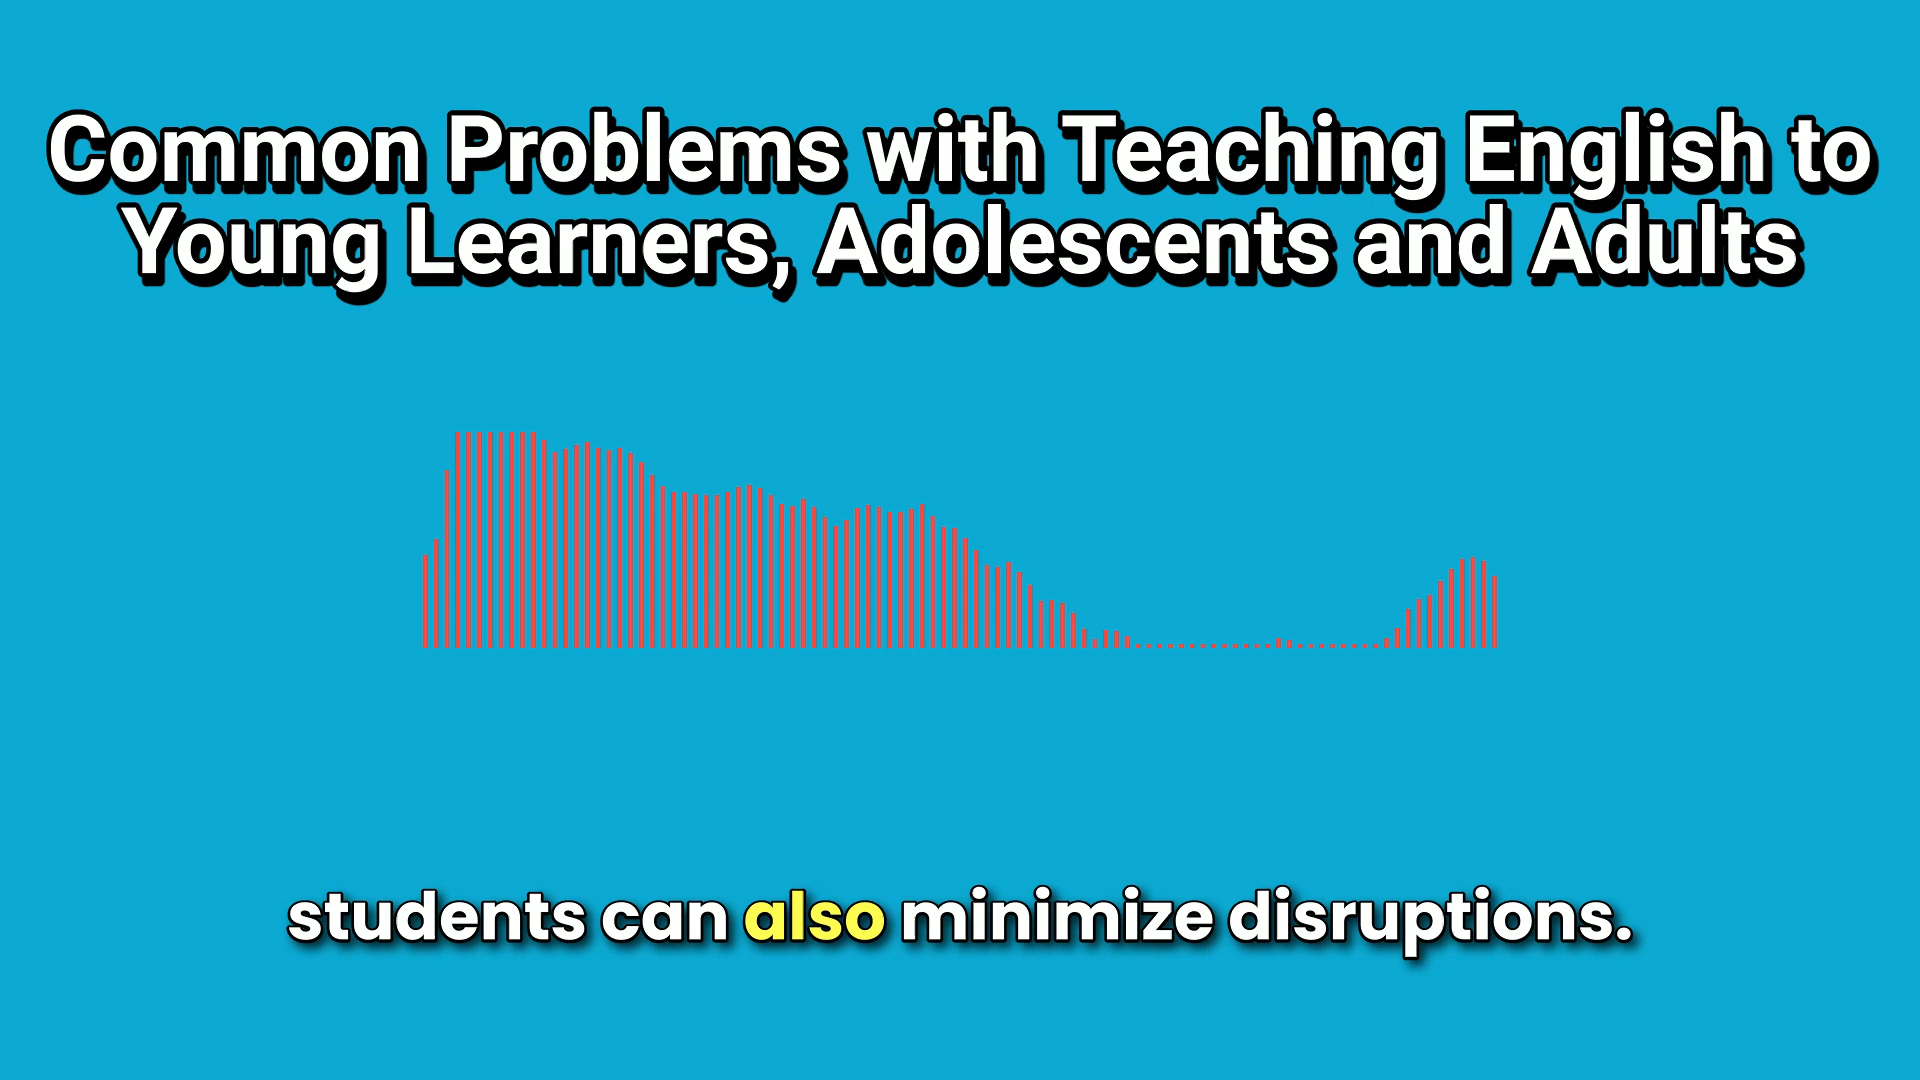 Common Problems with Teaching English to
Young Learners, Adolescents and Adults
students can also minimize disruptions.